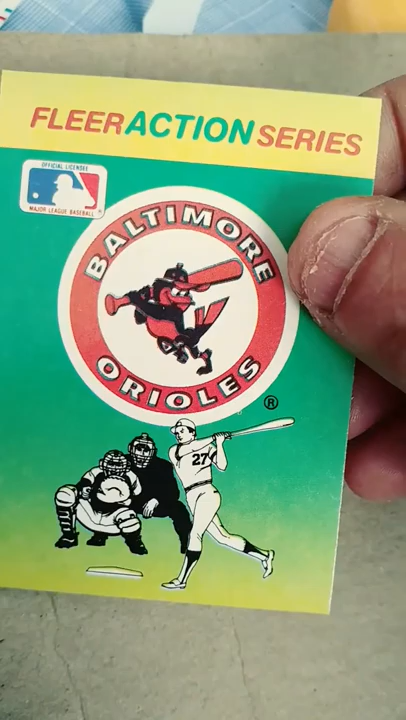 FLEER ACTION SERIES
OFFICIAL LICENSEE
MAJOR LEAGUE BASEBALL
BALTIMORE
ORIOLES
®
27